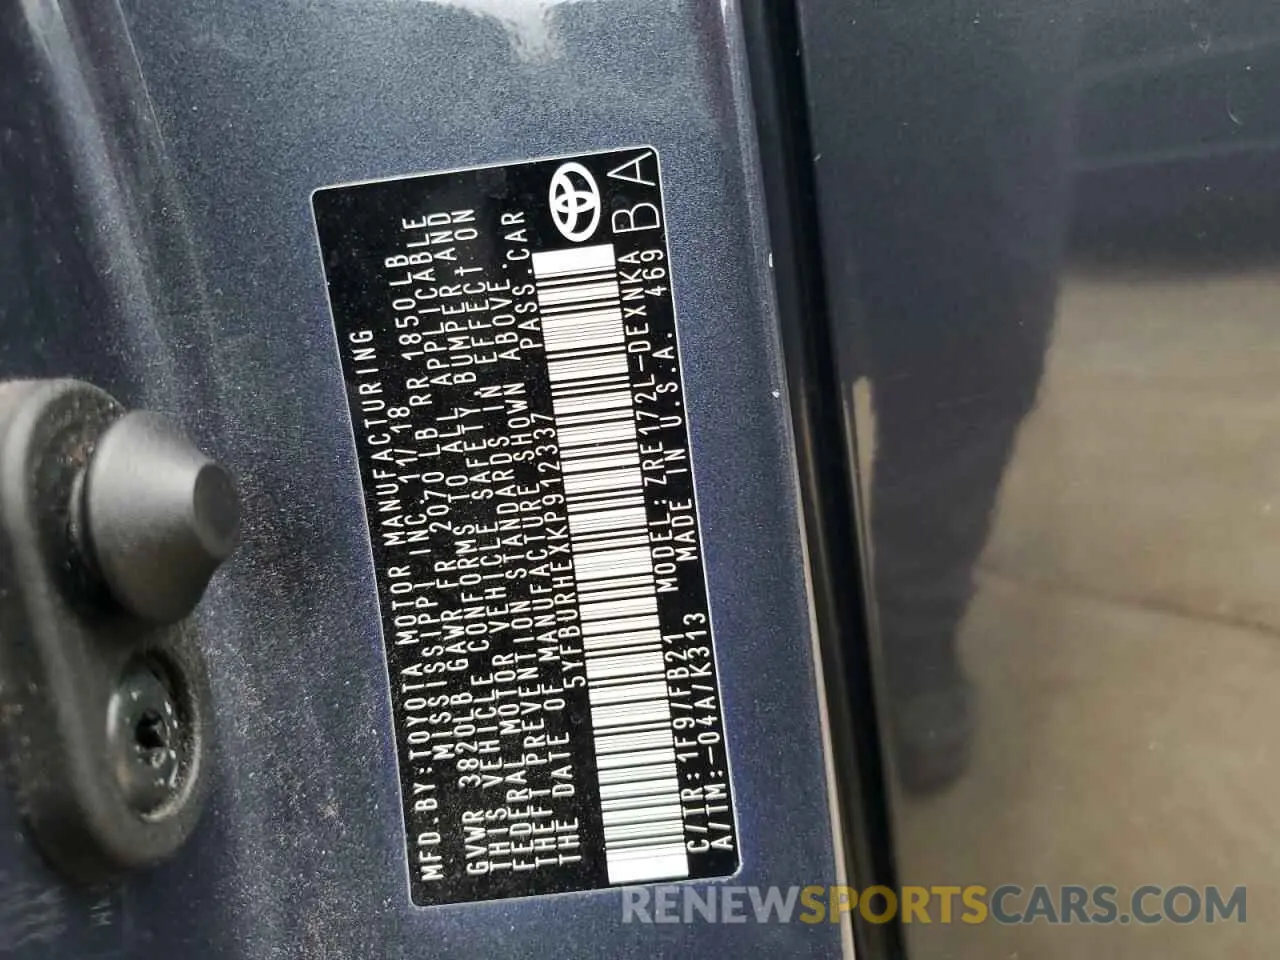 MFD.BY:TOYOTA MOTOR MANUFACTURING
MISSISSIPPI INC. 11/18
GVWR 3820LB GAWR FR 2070 LB RR 1850 LB
THIS VEHICLE CONFORMS TO ALL APPLICABLE
FEDERAL MOTOR VEHICLE SAFETY, BUMPER, AND
THEFT PREVENTION STANDARDS IN EFFECT ON
THE DATE OF MANUFACTURE SHOWN ABOVE.
5YFBURHEXKP912337 PASS.CAR
C/TR:1F9/FB21 MODEL:ZRE172L-DEXNKA
A/TM:-04A/K313 MADE IN U.S.A. 469
BA
RENEWSPORTSCARS.COM